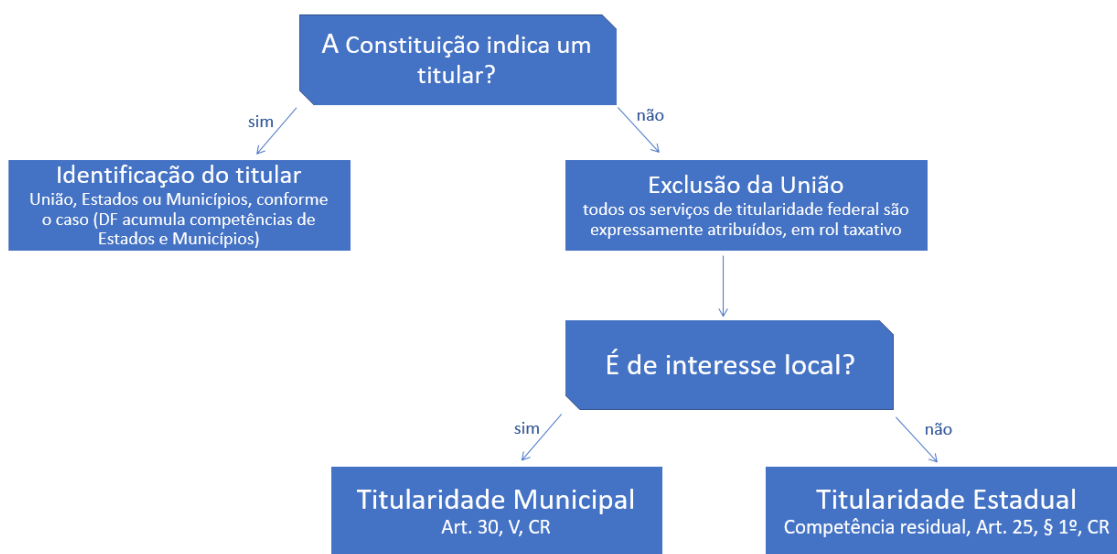 A Constituição indica um
titular?
sim
não
Identificação do titular
União, Estados ou Municípios, conforme
o caso (DF acumula competências de
Estados e Municípios)
Exclusão da União
todos os serviços de titularidade federal são
expressamente atribuídos, em rol taxativo
É de interesse local?
sim
não
Titularidade Municipal
Art. 30, V, CR
Titularidade Estadual
Competência residual, Art. 25, § 1º, CR